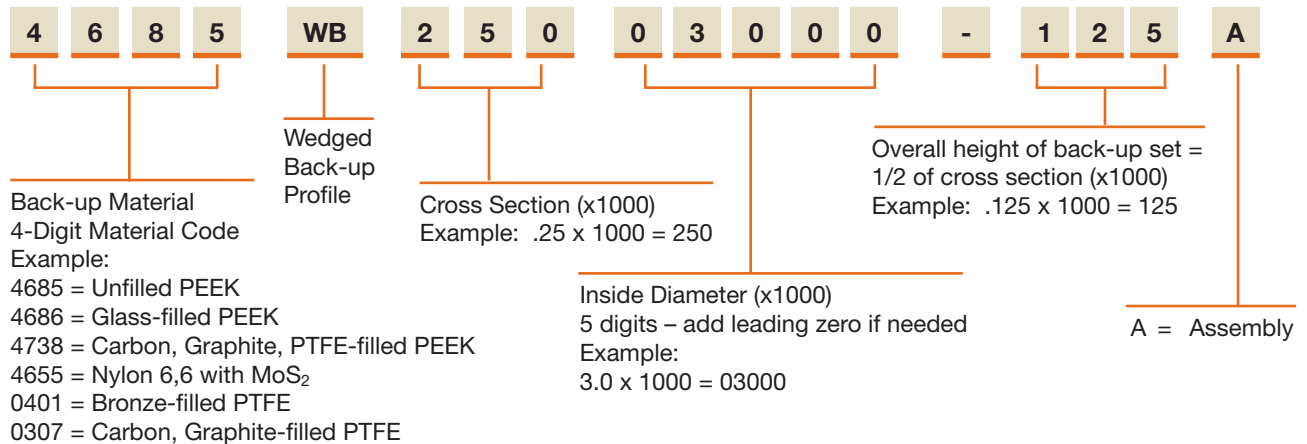 4 6 8 5 WB 2 5 0 0 3 0 0 0 - 1 2 5 A
Back-up Material
4-Digit Material Code
Example:
4685 = Unfilled PEEK
4686 = Glass-filled PEEK
4738 = Carbon, Graphite, PTFE-filled PEEK
4655 = Nylon 6,6 with MoS₂
0401 = Bronze-filled PTFE
0307 = Carbon, Graphite-filled PTFE
Wedged
Back-up
Profile
Cross Section (x1000)
Example: .25 x 1000 = 250
Inside Diameter (x1000)
5 digits – add leading zero if needed
Example:
3.0 x 1000 = 03000
Overall height of back-up set =
1/2 of cross section (x1000)
Example: .125 x 1000 = 125
A = Assembly